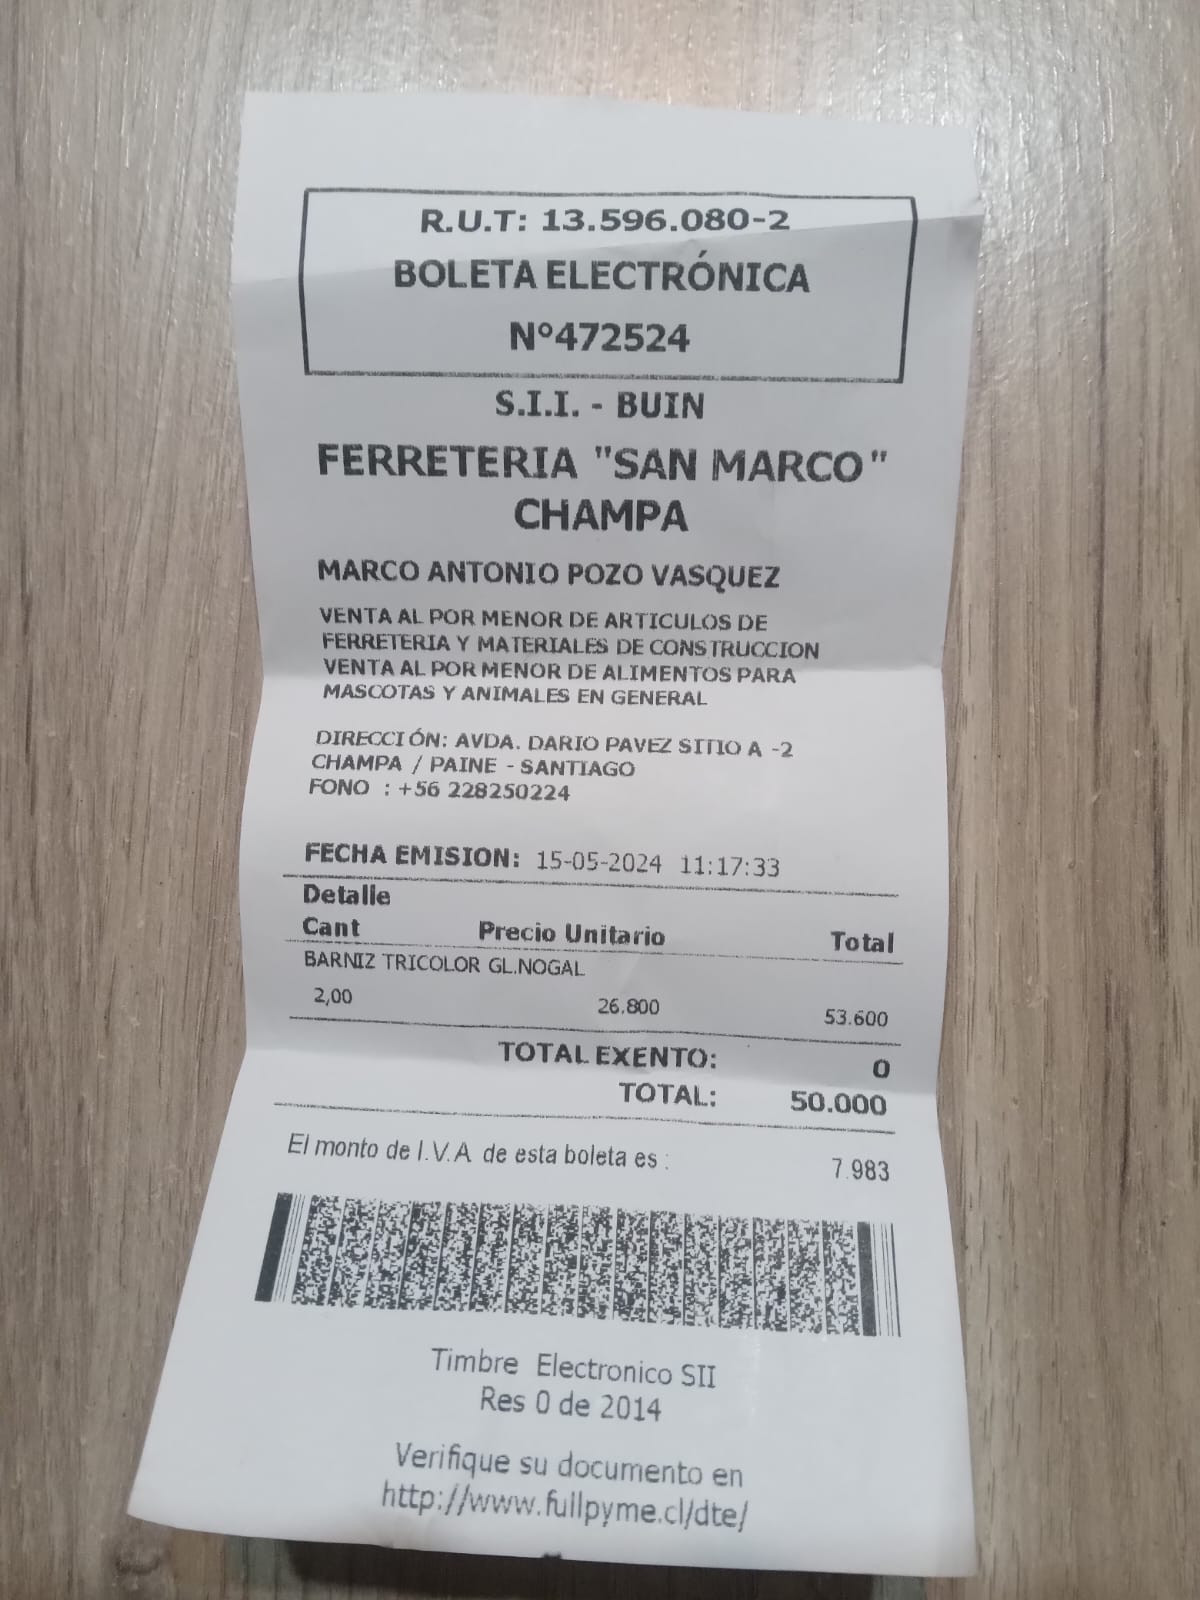 R.U.T: 13.596.080-2
BOLETA ELECTRÓNICA
N°472524
S.I.I. - BUIN
FERRETERIA "SAN MARCO"
CHAMPA
MARCO ANTONIO POZO VASQUEZ
VENTA AL POR MENOR DE ARTICULOS DE
FERRETERIA Y MATERIALES DE CONSTRUCCION
VENTA AL POR MENOR DE ALIMENTOS PARA
MASCOTAS Y ANIMALES EN GENERAL
DIRECCIÓN: AVDA. DARIO PAVEZ SITIO A -2
CHAMPA / PAINE - SANTIAGO
FONO : +56 228250224
FECHA EMISION: 15-05-2024 11:17:33
Detalle
Cant Precio Unitario Total
BARNIZ TRICOLOR GL.NOGAL
2,00 26.800 53.600
TOTAL EXENTO: 0
TOTAL: 50.000
El monto de I.V.A de esta boleta es : 7.983
Timbre Electronico SII
Res 0 de 2014
Verifique su documento en
http://www.fullpyme.cl/dte/